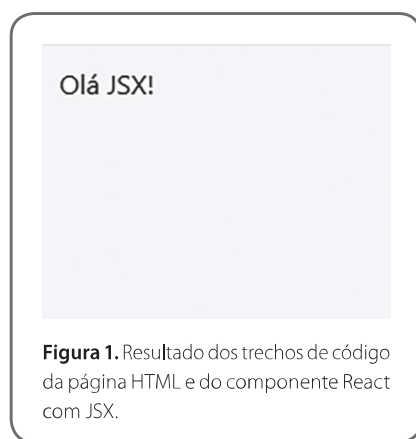 Olá JSX!
Figura 1. Resultado dos trechos de código
da página HTML e do componente React
com JSX.